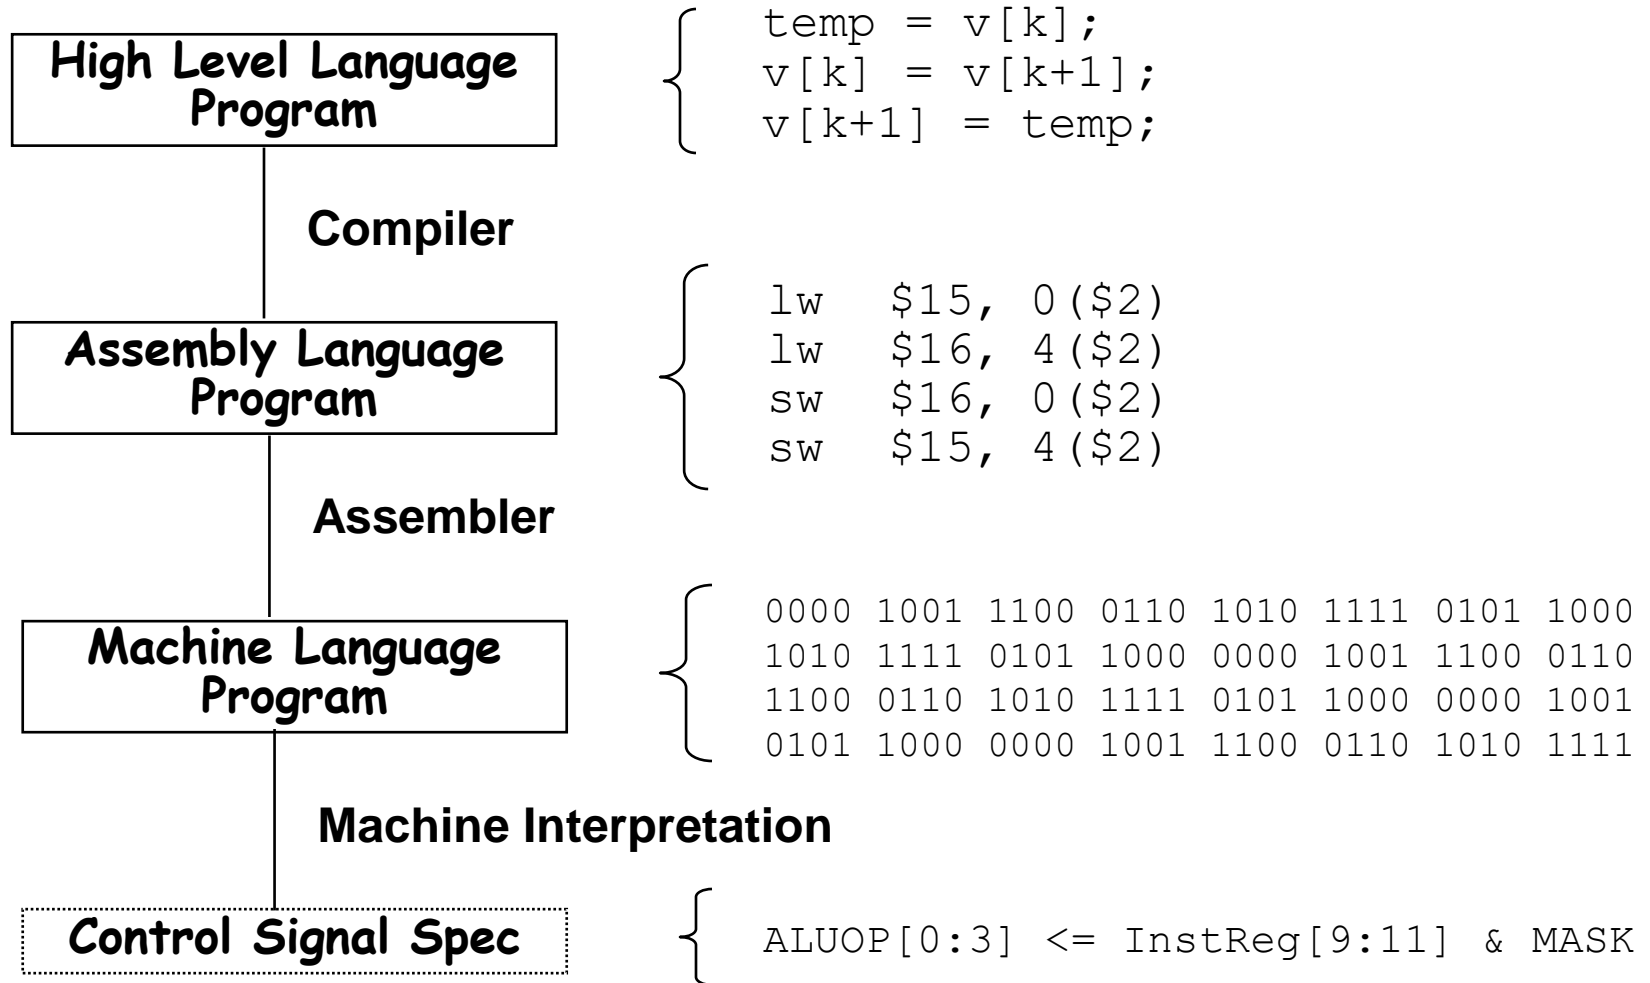 High Level Language
Program
temp = v[k];
v[k] = v[k+1];
v[k+1] = temp;
Compiler
Assembly Language
Program
lw $15, 0($2)
lw $16, 4($2)
sw $16, 0($2)
sw $15, 4($2)
Assembler
Machine Language
Program
0000 1001 1100 0110 1010 1111 0101 1000
1010 1111 0101 1000 0000 1001 1100 0110
1100 0110 1010 1111 0101 1000 0000 1001
0101 1000 0000 1001 1100 0110 1010 1111
Machine Interpretation
Control Signal Spec
ALUOP[0:3] <= InstReg[9:11] & MASK